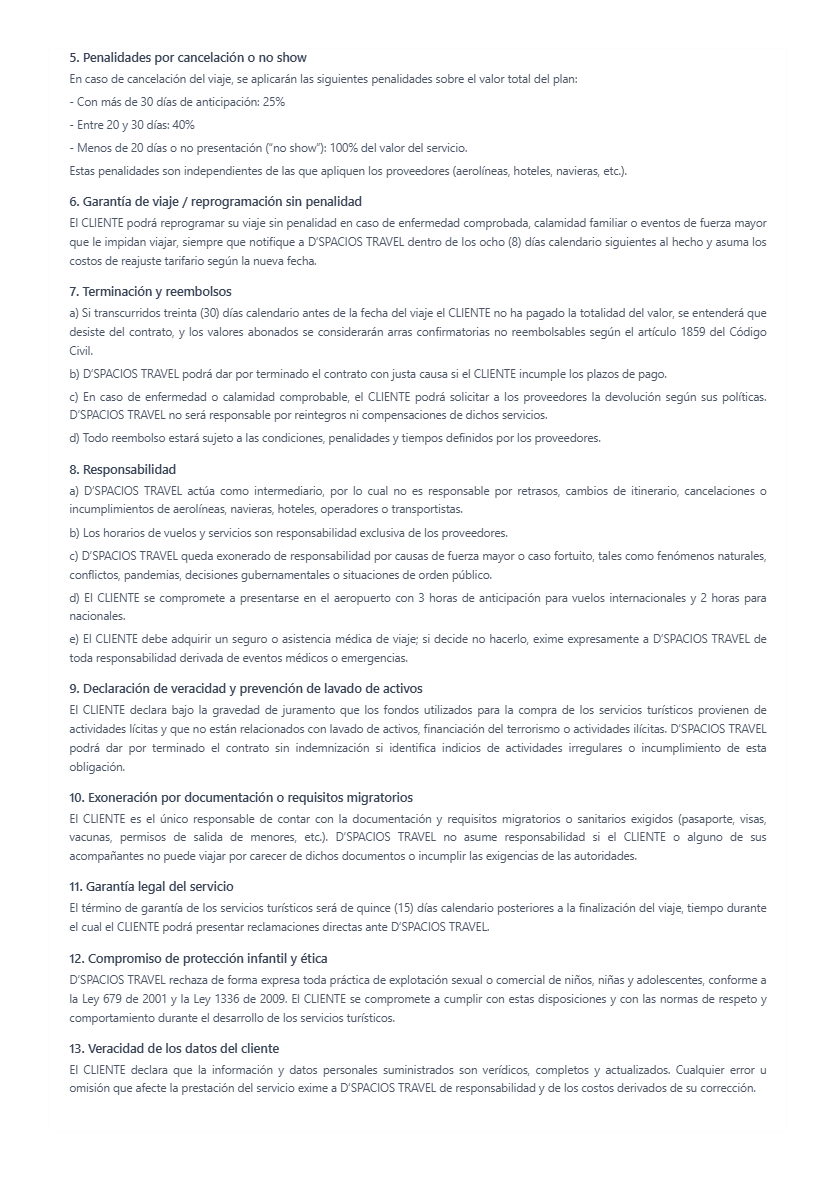 5. Penalidades por cancelación o no show
En caso de cancelación del viaje, se aplicarán las siguientes penalidades sobre el valor total del plan:
- Con más de 30 días de anticipación: 25%
- Entre 20 y 30 días: 40%
- Menos de 20 días o no presentación (“no show”): 100% del valor del servicio.
Estas penalidades son independientes de las que apliquen los proveedores (aerolíneas, hoteles, navieras, etc.).
6. Garantía de viaje / reprogramación sin penalidad
El CLIENTE podrá reprogramar su viaje sin penalidad en caso de enfermedad comprobada, calamidad familiar o eventos de fuerza mayor
que le impidan viajar, siempre que notifique a D’SPACIOS TRAVEL dentro de los ocho (8) días calendario siguientes al hecho y asuma los
costos de reajuste tarifario según la nueva fecha.
7. Terminación y reembolsos
a) Si transcurridos treinta (30) días calendario antes de la fecha del viaje el CLIENTE no ha pagado la totalidad del valor, se entenderá que
desiste del contrato, y los valores abonados se considerarán arras confirmatorias no reembolsables según el artículo 1859 del Código
Civil.
b) D’SPACIOS TRAVEL podrá dar por terminado el contrato con justa causa si el CLIENTE incumple los plazos de pago.
c) En caso de enfermedad o calamidad comprobable, el CLIENTE podrá solicitar a los proveedores la devolución según sus políticas.
D’SPACIOS TRAVEL no será responsable por reintegros ni compensaciones de dichos servicios.
d) Todo reembolso estará sujeto a las condiciones, penalidades y tiempos definidos por los proveedores.
8. Responsabilidad
a) D’SPACIOS TRAVEL actúa como intermediario, por lo cual no es responsable por retrasos, cambios de itinerario, cancelaciones o
incumplimientos de aerolíneas, navieras, hoteles, operadores o transportistas.
b) Los horarios de vuelos y servicios son responsabilidad exclusiva de los proveedores.
c) D’SPACIOS TRAVEL queda exonerado de responsabilidad por causas de fuerza mayor o caso fortuito, tales como fenómenos naturales,
conflictos, pandemias, decisiones gubernamentales o situaciones de orden público.
d) El CLIENTE se compromete a presentarse en el aeropuerto con 3 horas de anticipación para vuelos internacionales y 2 horas para
nacionales.
e) El CLIENTE debe adquirir un seguro o asistencia médica de viaje; si decide no hacerlo, exime expresamente a D’SPACIOS TRAVEL de
toda responsabilidad derivada de eventos médicos o emergencias.
9. Declaración de veracidad y prevención de lavado de activos
El CLIENTE declara bajo la gravedad de juramento que los fondos utilizados para la compra de los servicios turísticos provienen de
actividades lícitas y que no están relacionados con lavado de activos, financiación del terrorismo o actividades ilícitas. D’SPACIOS TRAVEL
podrá dar por terminado el contrato sin indemnización si identifica indicios de actividades irregulares o incumplimiento de esta
obligación.
10. Exoneración por documentación o requisitos migratorios
El CLIENTE es el único responsable de contar con la documentación y requisitos migratorios o sanitarios exigidos (pasaporte, visas,
vacunas, permisos de salida de menores, etc.). D’SPACIOS TRAVEL no asume responsabilidad si el CLIENTE o alguno de sus
acompañantes no puede viajar por carecer de dichos documentos o incumplir las exigencias de las autoridades.
11. Garantía legal del servicio
El término de garantía de los servicios turísticos será de quince (15) días calendario posteriores a la finalización del viaje, tiempo durante
el cual el CLIENTE podrá presentar reclamaciones directas ante D’SPACIOS TRAVEL.
12. Compromiso de protección infantil y ética
D’SPACIOS TRAVEL rechaza de forma expresa toda práctica de explotación sexual o comercial de niños, niñas y adolescentes, conforme a
la Ley 679 de 2001 y la Ley 1336 de 2009. El CLIENTE se compromete a cumplir con estas disposiciones y con las normas de respeto y
comportamiento durante el desarrollo de los servicios turísticos.
13. Veracidad de los datos del cliente
El CLIENTE declara que la información y datos personales suministrados son verídicos, completos y actualizados. Cualquier error u
omisión que afecte la prestación del servicio exime a D’SPACIOS TRAVEL de responsabilidad y de los costos derivados de su corrección.